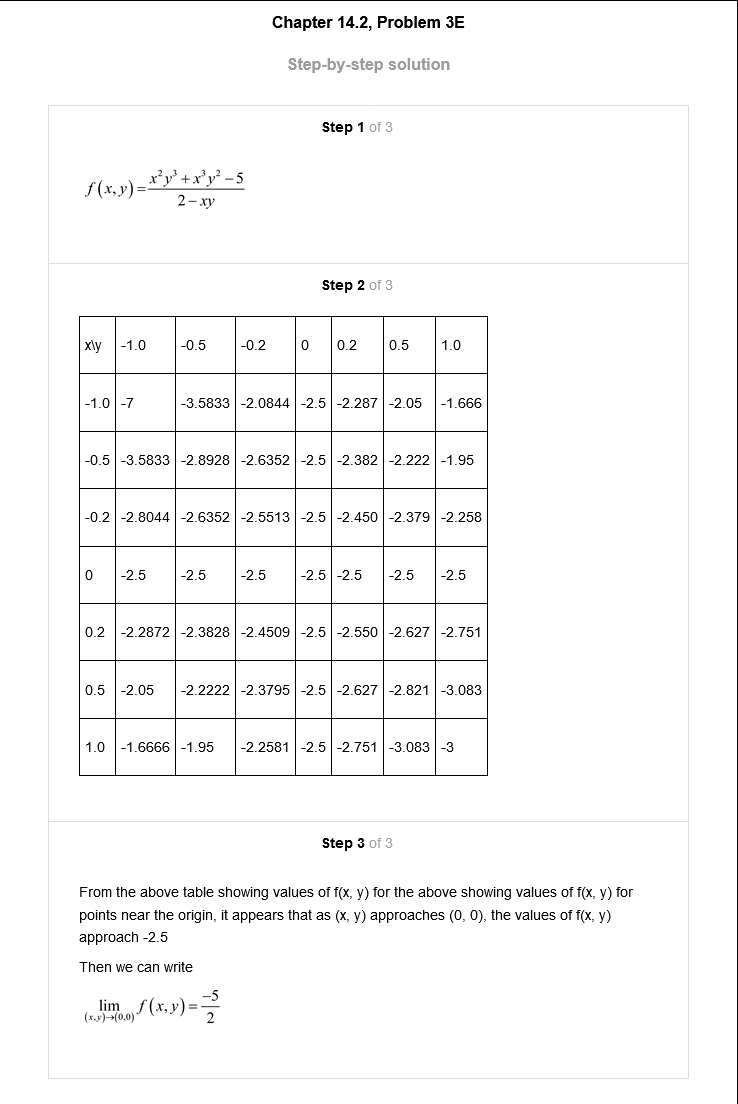 Chapter 14.2, Problem 3E
Step-by-step solution
Step 1 of 3
f(x, y) = (x²y³ + x³y² − 5) / (2 − xy)
Step 2 of 3
x\y -1.0 -0.5 -0.2 0 0.2 0.5 1.0
-1.0 -7 -3.5833 -2.0844 -2.5 -2.287 -2.05 -1.666
-0.5 -3.5833 -2.8928 -2.6352 -2.5 -2.382 -2.222 -1.95
-0.2 -2.8044 -2.6352 -2.5513 -2.5 -2.450 -2.379 -2.258
0 -2.5 -2.5 -2.5 -2.5 -2.5 -2.5 -2.5
0.2 -2.2872 -2.3828 -2.4509 -2.5 -2.550 -2.627 -2.751
0.5 -2.05 -2.2222 -2.3795 -2.5 -2.627 -2.821 -3.083
1.0 -1.6666 -1.95 -2.2581 -2.5 -2.751 -3.083 -3
Step 3 of 3
From the above table showing values of f(x, y) for the above showing values of f(x, y) for
points near the origin, it appears that as (x, y) approaches (0, 0), the values of f(x, y)
approach -2.5
Then we can write
lim (x,y)→(0,0) f(x, y) = −5/2